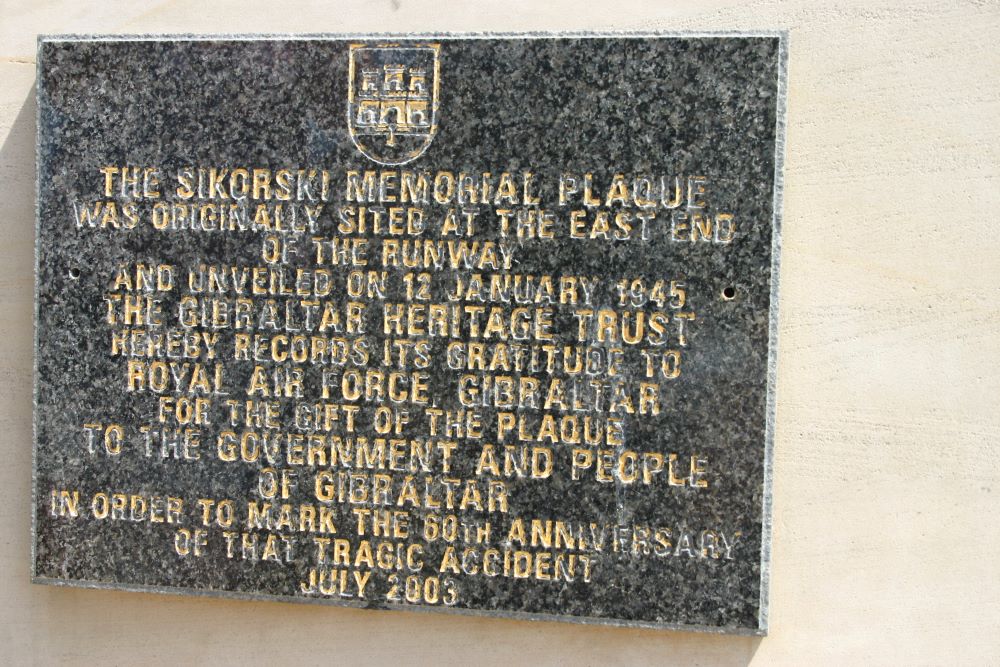 THE SIKORSKI MEMORIAL PLAQUE
WAS ORIGINALLY SITED AT THE EAST END
OF THE RUNWAY
AND UNVEILED ON 12 JANUARY 1945
THE GIBRALTAR HERITAGE TRUST
HEREBY RECORDS ITS GRATITUDE TO
ROYAL AIR FORCE GIBRALTAR
FOR THE GIFT OF THE PLAQUE
TO THE GOVERNMENT AND PEOPLE
OF GIBRALTAR
IN ORDER TO MARK THE 60TH ANNIVERSARY
OF THAT TRAGIC ACCIDENT
JULY 2003